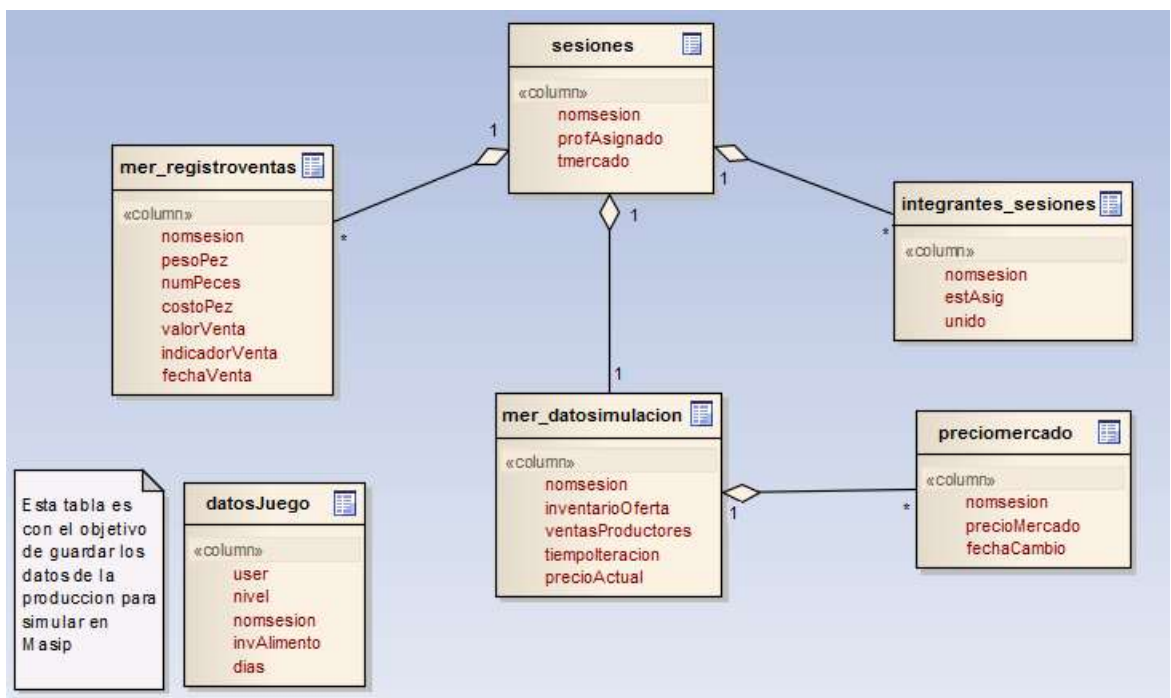 sesiones
«column»
nomsesion
profAsignado
tmercado
1
1
1
mer_registroventas
«column»
nomsesion
pesoPez
numPeces
costoPez
valorVenta
indicadorVenta
fechaVenta
*
integrantes_sesiones
«column»
nomsesion
estAsig
unido
*
1
mer_datosimulacion
«column»
nomsesion
inventarioOferta
ventasProductores
tiempoIteracion
precioActual
1
preciomercado
«column»
nomsesion
precioMercado
fechaCambio
*
Esta tabla es
con el objetivo
de guardar los
datos de la
produccion para
simular en
Masip
datosJuego
«column»
user
nivel
nomsesion
invAlimento
dias